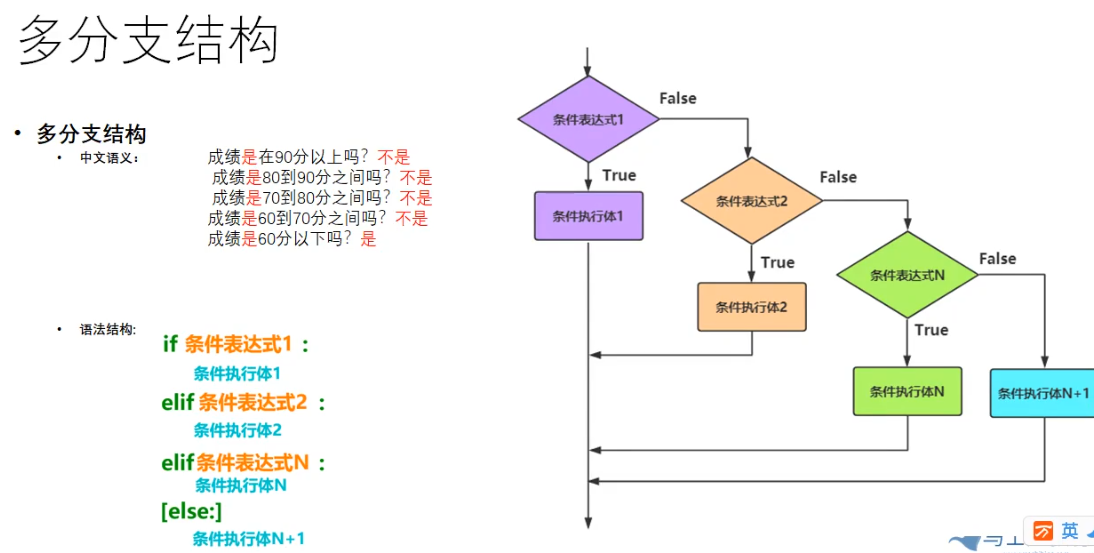 多分支结构
• 多分支结构
• 中文语义：
成绩是在90分以上吗？不是
成绩是80到90分之间吗？不是
成绩是70到80分之间吗？不是
成绩是60到70分之间吗？不是
成绩是60分以下吗？是
• 语法结构:
if 条件表达式1 :
条件执行体1
elif 条件表达式2 :
条件执行体2
elif 条件表达式N :
条件执行体N
[else:]
条件执行体N+1
条件表达式1
False
True
条件执行体1
条件表达式2
False
True
条件执行体2
条件表达式N
False
True
条件执行体N
条件执行体N+1
英